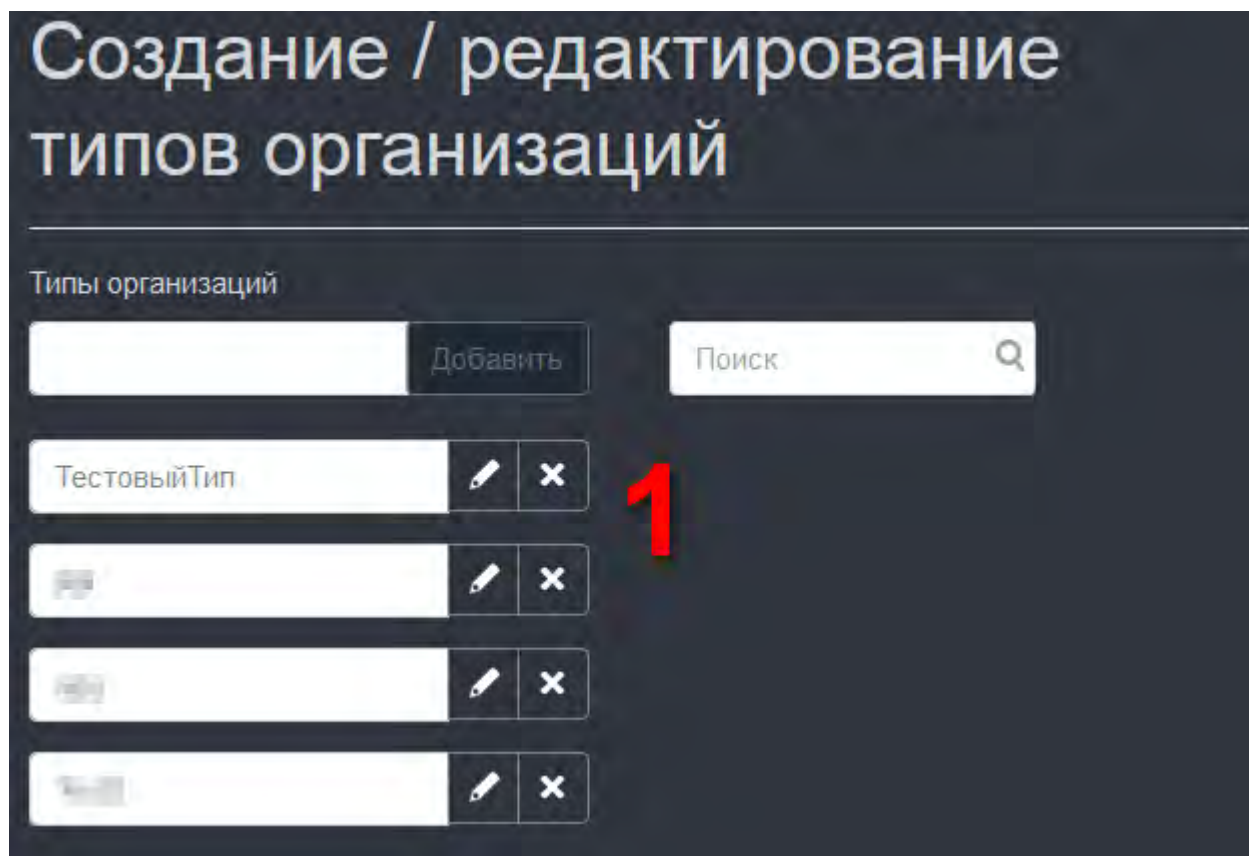 Создание / редактирование
типов организаций
Типы организаций
Добавить
Поиск
ТестовыйТип
1